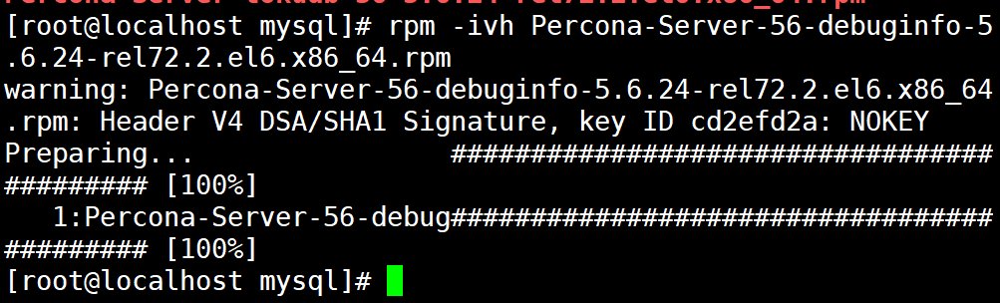 [root@localhost mysql]# rpm -ivh Percona-Server-56-debuginfo-5
.6.24-rel72.2.el6.x86_64.rpm
warning: Percona-Server-56-debuginfo-5.6.24-rel72.2.el6.x86_64
.rpm: Header V4 DSA/SHA1 Signature, key ID cd2efd2a: NOKEY
Preparing...                ##################################
######### [100%]
   1:Percona-Server-56-debug##################################
######### [100%]
[root@localhost mysql]#